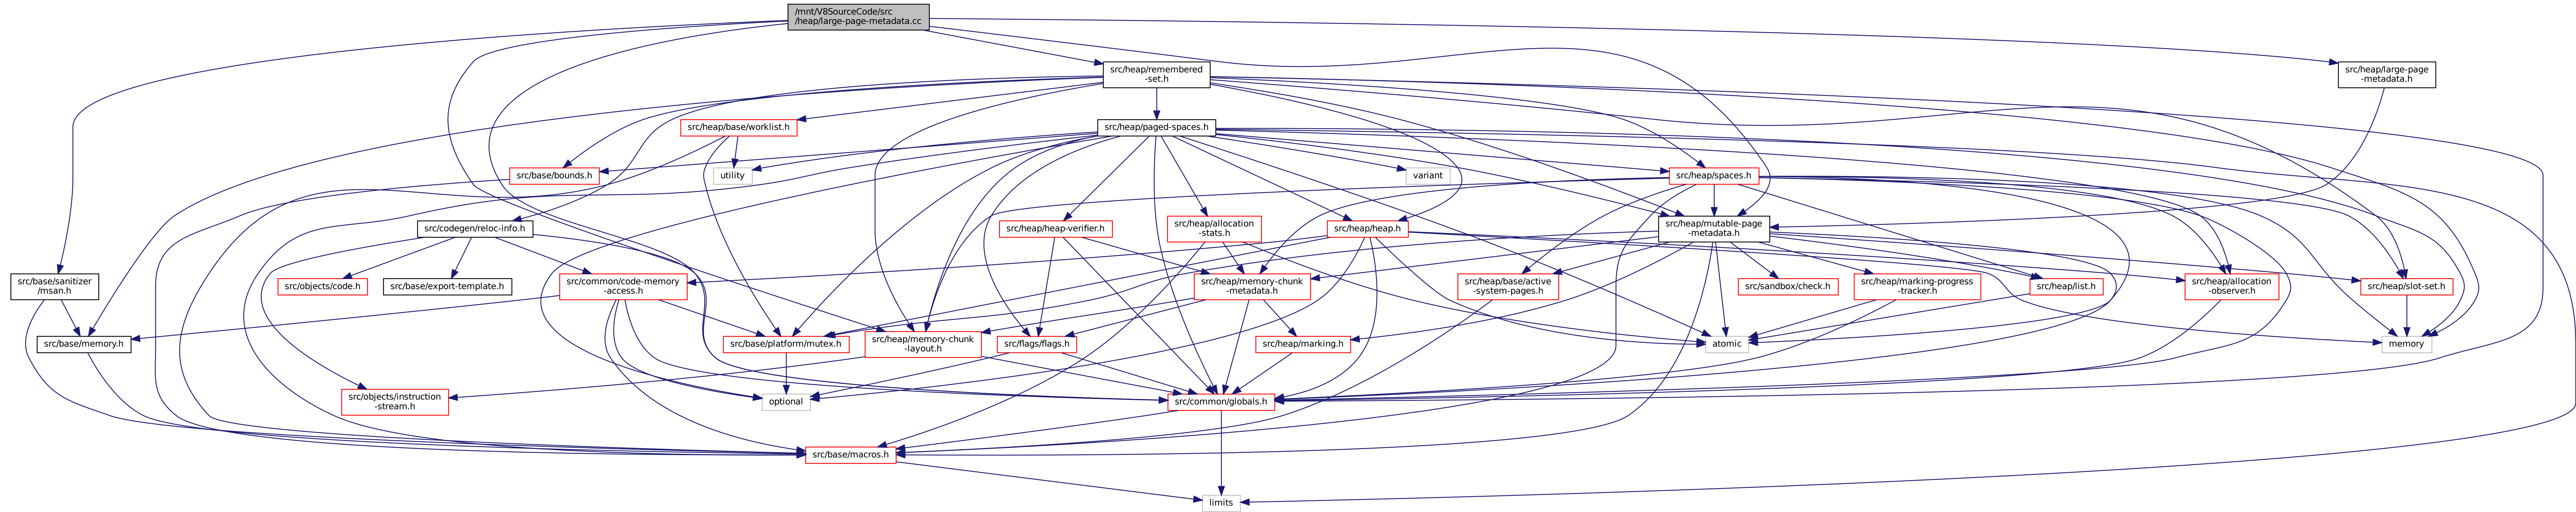 /mnt/V8SourceCode/src
/heap/large-page-metadata.cc
src/heap/remembered
-set.h
src/heap/large-page
-metadata.h
src/heap/base/worklist.h
src/heap/paged-spaces.h
src/base/bounds.h
utility
variant
src/heap/spaces.h
src/codegen/reloc-info.h
src/heap/heap-verifier.h
src/heap/allocation
-stats.h
src/heap/heap.h
src/heap/mutable-page
-metadata.h
src/base/sanitizer
/msan.h
src/objects/code.h
src/base/export-template.h
src/common/code-memory
-access.h
src/heap/memory-chunk
-metadata.h
src/heap/base/active
-system-pages.h
src/sandbox/check.h
src/heap/marking-progress
-tracker.h
src/heap/list.h
src/heap/allocation
-observer.h
src/heap/slot-set.h
src/base/memory.h
src/base/platform/mutex.h
src/heap/memory-chunk
-layout.h
src/flags/flags.h
src/heap/marking.h
atomic
memory
src/objects/instruction
-stream.h
optional
src/common/globals.h
src/base/macros.h
limits